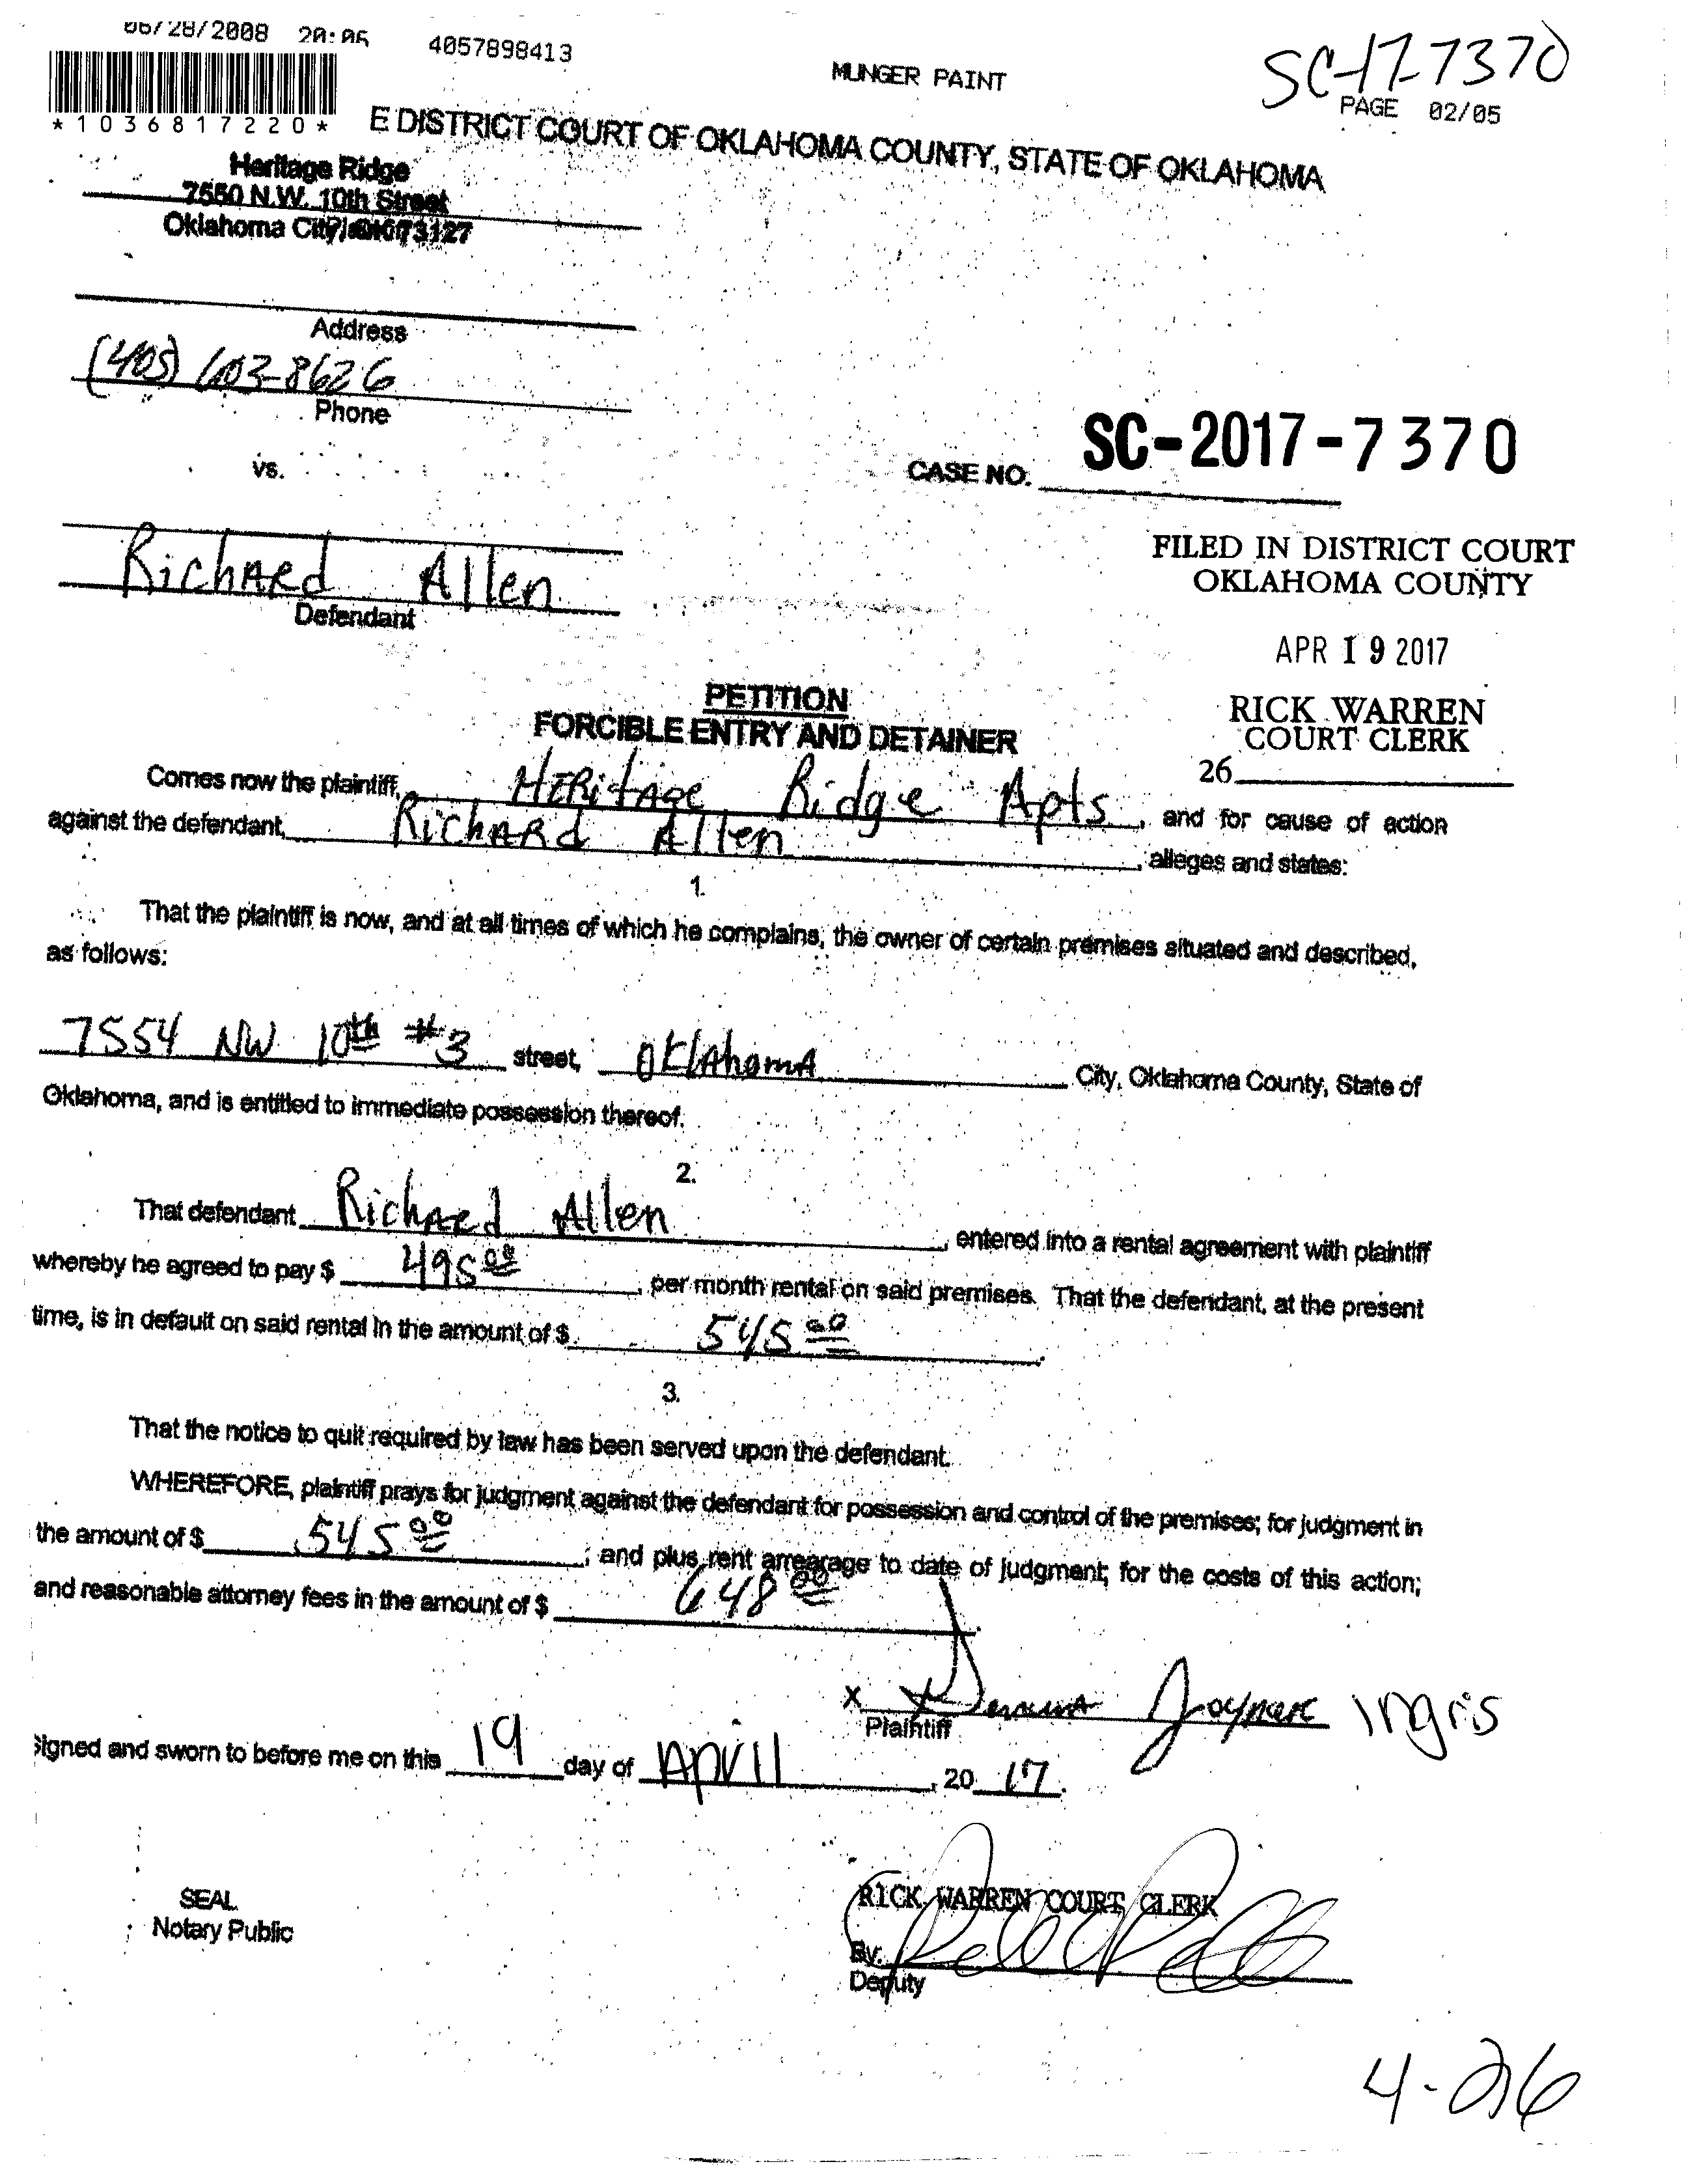 06/28/2008 20:06 4057898413 MUNGER PAINT PAGE 02/05
SC-17-7370
*1036817220*
E DISTRICT COURT OF OKLAHOMA COUNTY, STATE OF OKLAHOMA
Heritage Ridge
7550 N.W. 10th Street
Oklahoma City, 73127
Address
(405) 603-8626
Phone
vs.
CASE NO. SC-2017-7370
Richard Allen
Defendant
FILED IN DISTRICT COURT
OKLAHOMA COUNTY
APR 19 2017
RICK WARREN
COURT CLERK
26
PETITION
FORCIBLE ENTRY AND DETAINER
Comes now the plaintiff, Heritage Ridge Apts, and for cause of action
against the defendant, Richard Allen, alleges and states:
1.
That the plaintiff is now, and at all times of which he complains, the owner of certain premises situated and described,
as follows:
7554 NW 10th #3 street, Oklahoma City, Oklahoma County, State of
Oklahoma, and is entitled to immediate possession thereof.
2.
That defendant Richard Allen, entered into a rental agreement with plaintiff
whereby he agreed to pay $ 495 00, per month rental on said premises. That the defendant, at the present
time, is in default on said rental in the amount of $ 545 00.
3.
That the notice to quit required by law has been served upon the defendant.
WHEREFORE, plaintiff prays for judgment against the defendant for possession and control of the premises; for judgment in
the amount of $ 545 00; and plus rent arrearage to date of judgment; for the costs of this action;
and reasonable attorney fees in the amount of $ 648 00.
x Ingris
Plaintiff
Signed and sworn to before me on this 19 day of April, 20 17.
SEAL
Notary Public
RICK WARREN COURT CLERK
By:
Deputy
4-26